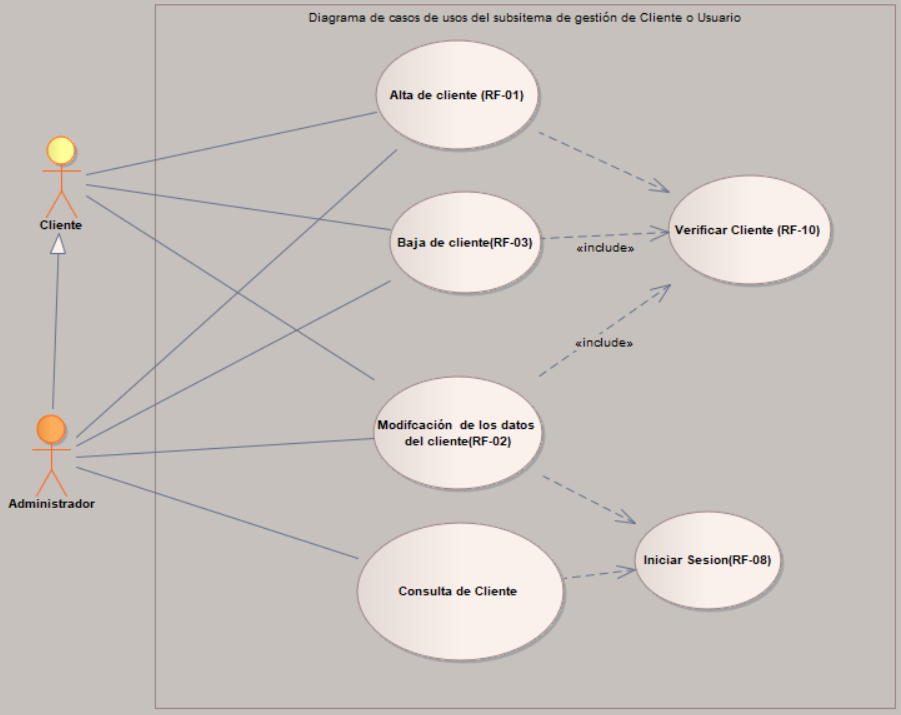 Diagrama de casos de usos del subsitema de gestión de Cliente o Usuario
Alta de cliente (RF-01)
Cliente
Baja de cliente(RF-03)
«include»
Verificar Cliente (RF-10)
«include»
Modifcación de los datos
del cliente(RF-02)
Administrador
Iniciar Sesion(RF-08)
Consulta de Cliente